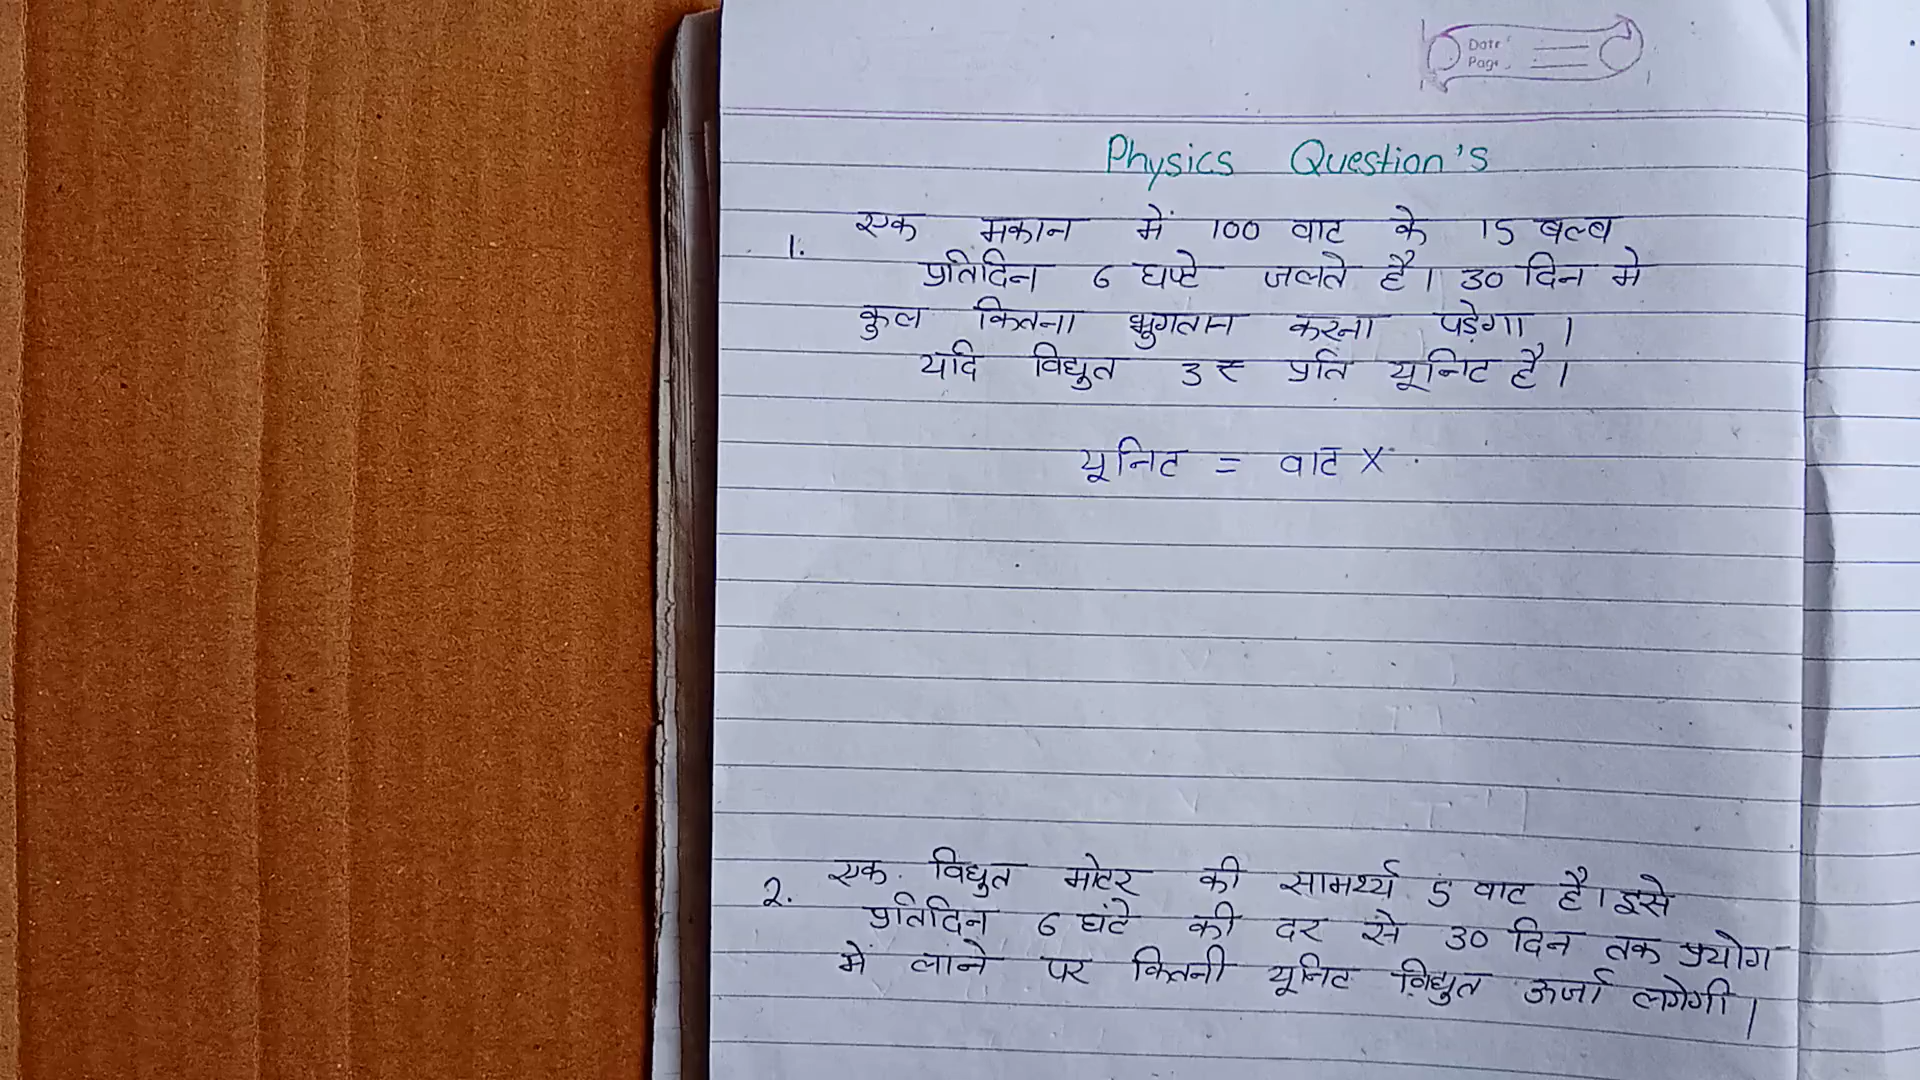 Date
Page
Physics Question's
1. एक मकान में 100 वाट के 15 बल्ब
प्रतिदिन 6 घण्टे जलते है। 30 दिन मे
कुल कितना भुगतान करना पड़ेगा ।
यदि विद्युत 3 ₹ प्रति यूनिट है।
यूनिट = वाट ×
2. एक विद्युत मोटर की सामर्थ्य 5 वाट है। इसे
प्रतिदिन 6 घंटे की दर से 30 दिन तक प्रयोग
में लाने पर कितनी यूनिट विद्युत ऊर्जा लगेगी।